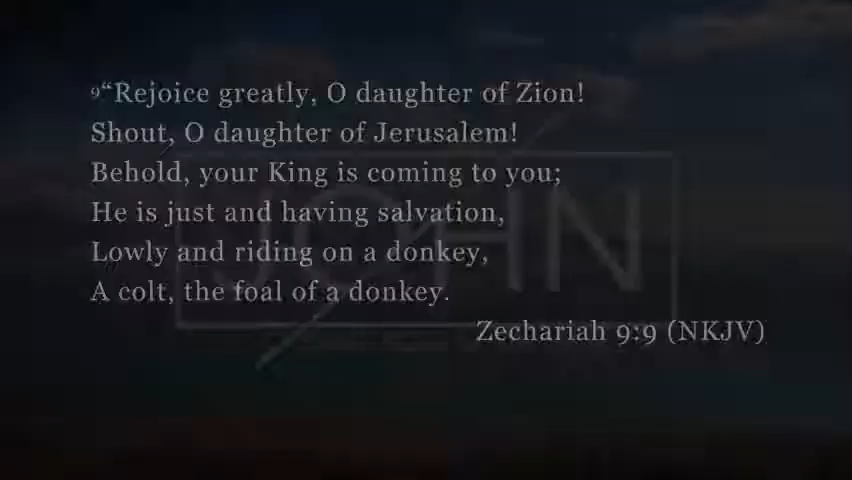 9“Rejoice greatly, O daughter of Zion!
Shout, O daughter of Jerusalem!
Behold, your King is coming to you;
He is just and having salvation,
Lowly and riding on a donkey,
A colt, the foal of a donkey.
Zechariah 9:9 (NKJV)
JOHN